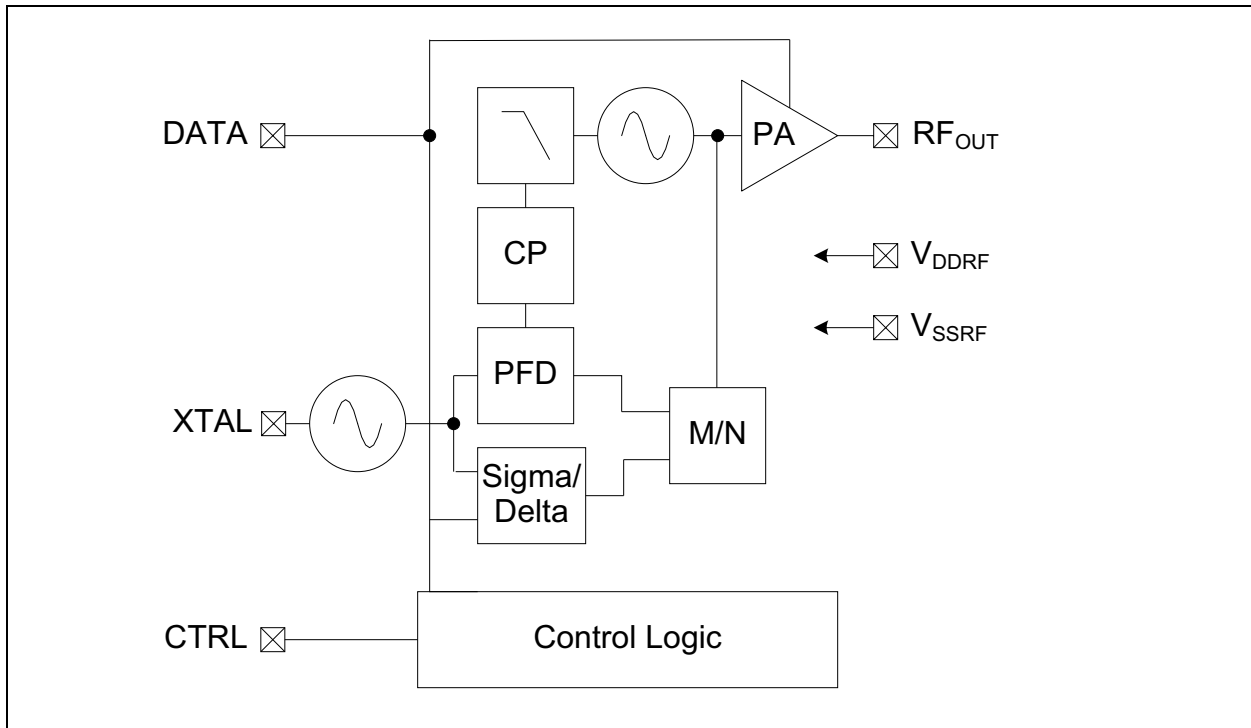 DATA
PA
RFOUT
CP
VDDRF
VSSRF
PFD
XTAL
M/N
Sigma/
Delta
CTRL
Control Logic